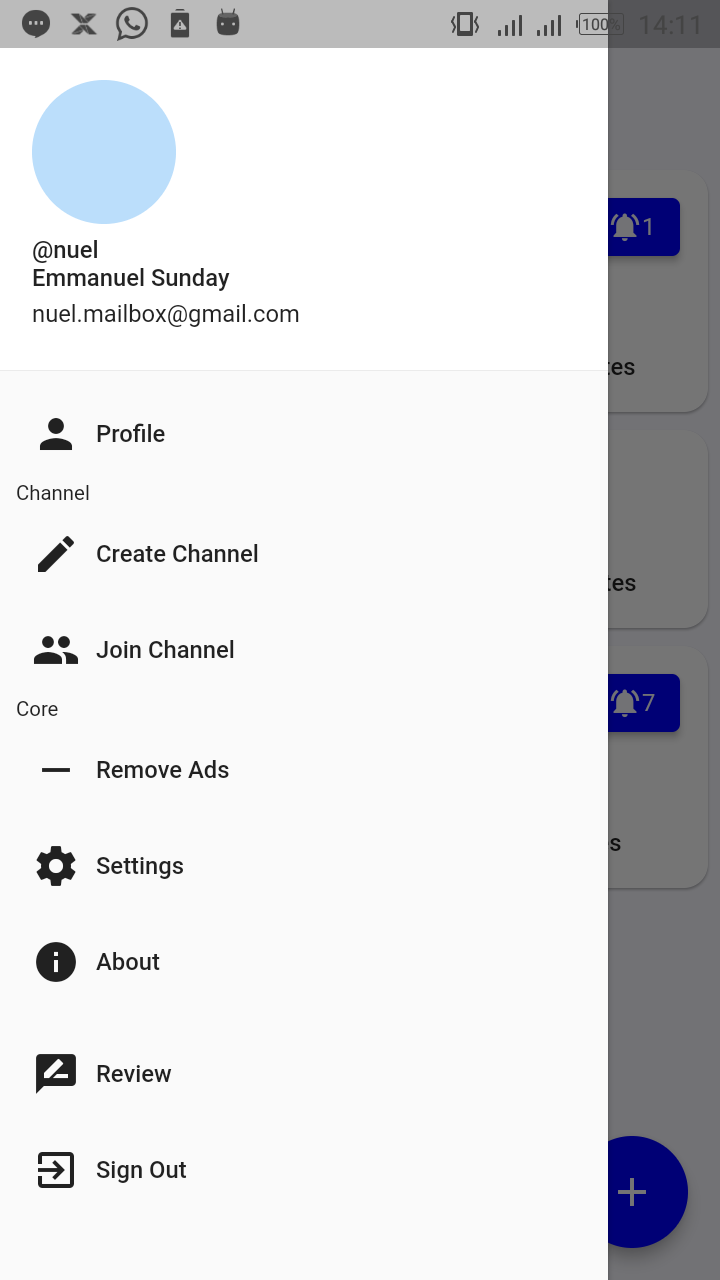 100% 14:11
1
@nuel
Emmanuel Sunday
nuel.mailbox@gmail.com
tes
Profile
Channel
Create Channel
tes
Join Channel
Core
7
Remove Ads
s
Settings
About
Review
Sign Out